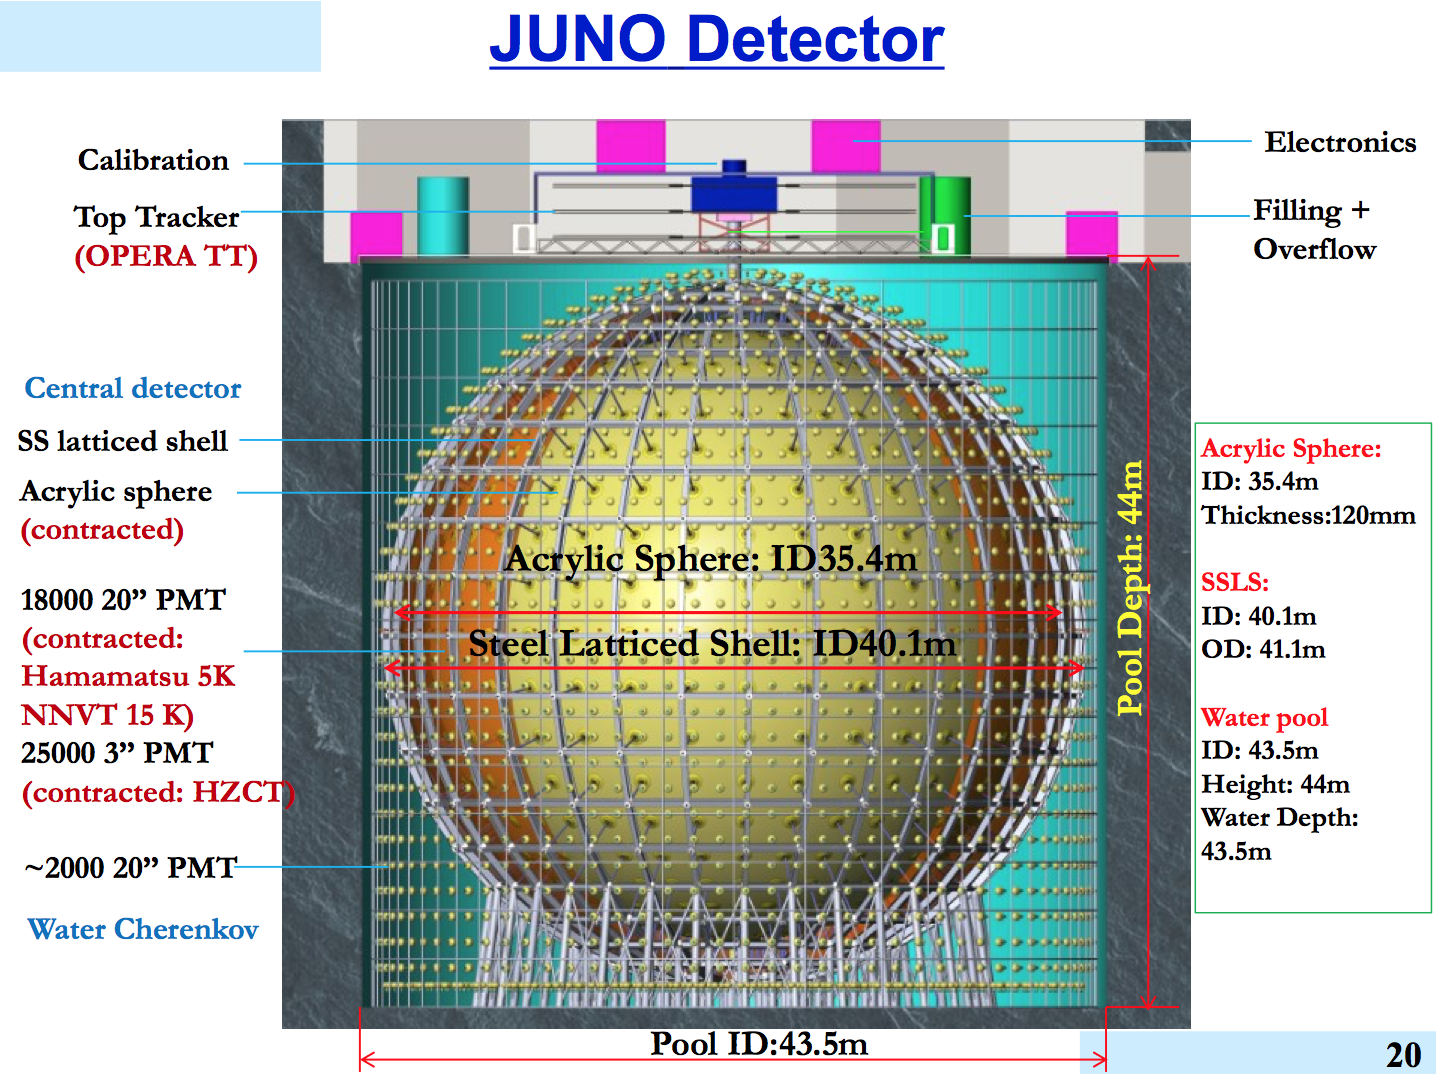 JUNO Detector
Calibration
Top Tracker
(OPERA TT)
Central detector
SS latticed shell
Acrylic sphere
(contracted)
18000 20” PMT
(contracted:
Hamamatsu 5K
NNVT 15 K)
25000 3” PMT
(contracted: HZCT)
~2000 20” PMT
Water Cherenkov
Acrylic Sphere: ID35.4m
Steel Latticed Shell: ID40.1m
Pool Depth: 44m
Pool ID:43.5m
Electronics
Filling +
Overflow
Acrylic Sphere:
ID: 35.4m
Thickness:120mm
SSLS:
ID: 40.1m
OD: 41.1m
Water pool
ID: 43.5m
Height: 44m
Water Depth:
43.5m
20